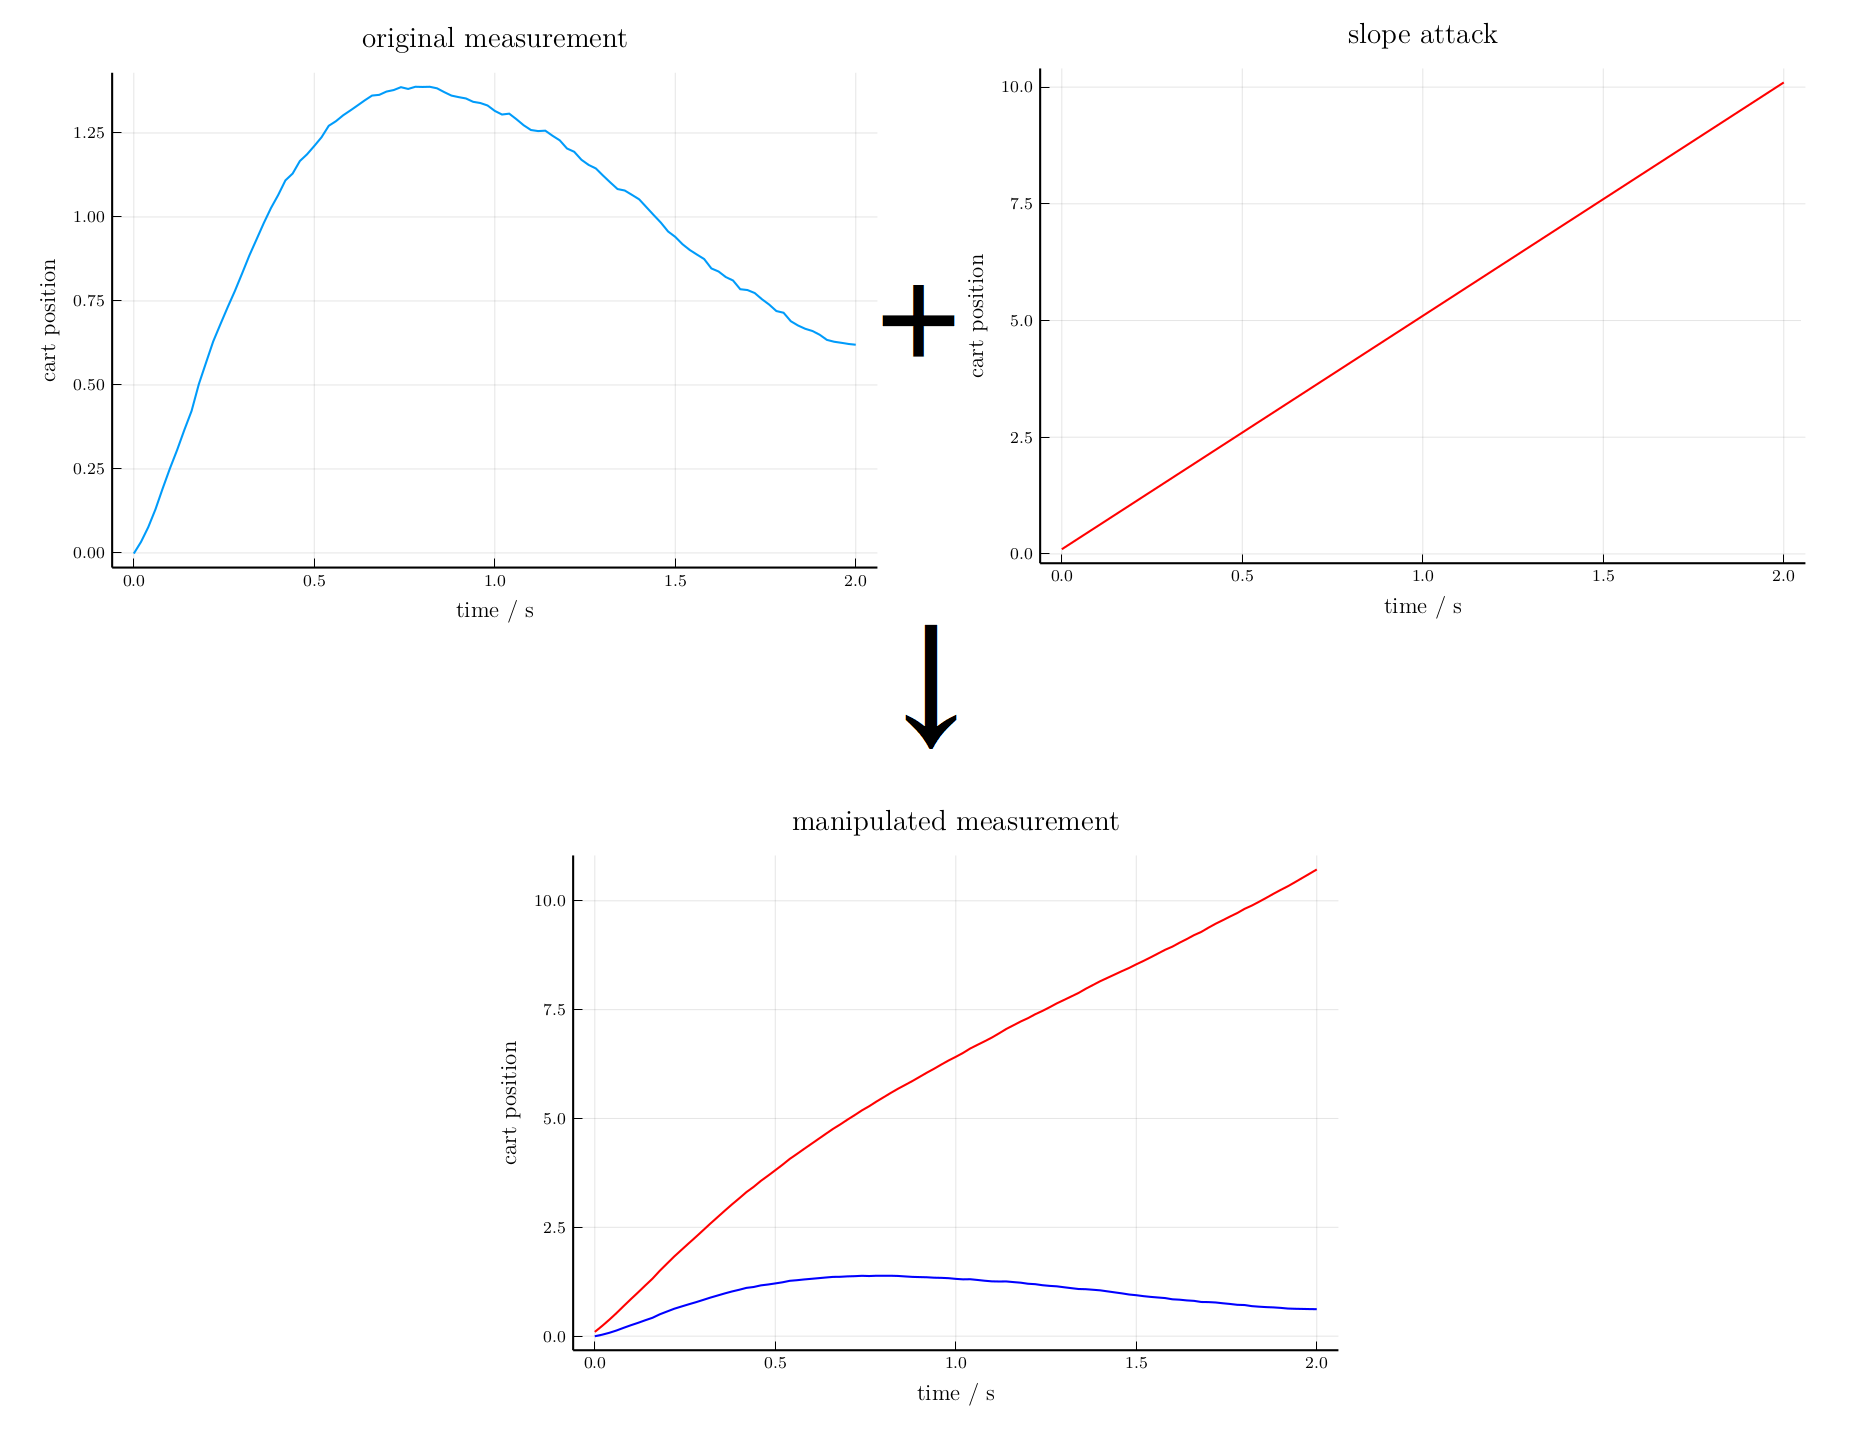 original measurement
cart position
1.25
1.00
0.75
0.50
0.25
0.00
0.0 0.5 1.0 1.5 2.0
time / s
+
slope attack
cart position
10.0
7.5
5.0
2.5
0.0
0.0 0.5 1.0 1.5 2.0
time / s
manipulated measurement
cart position
10.0
7.5
5.0
2.5
0.0
0.0 0.5 1.0 1.5 2.0
time / s